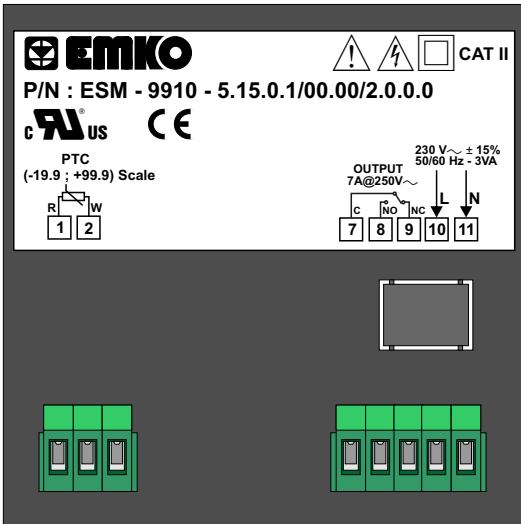 EMKO
CAT II
P/N : ESM - 9910 - 5.15.0.1/00.00/2.0.0.0
c RU ® US CE
PTC
(-19.9 ; +99.9) Scale
R W
1 2
230 V~ ± 15%
50/60 Hz - 3VA
OUTPUT
7A@250V~
L N
C NO NC
7 8 9 10 11